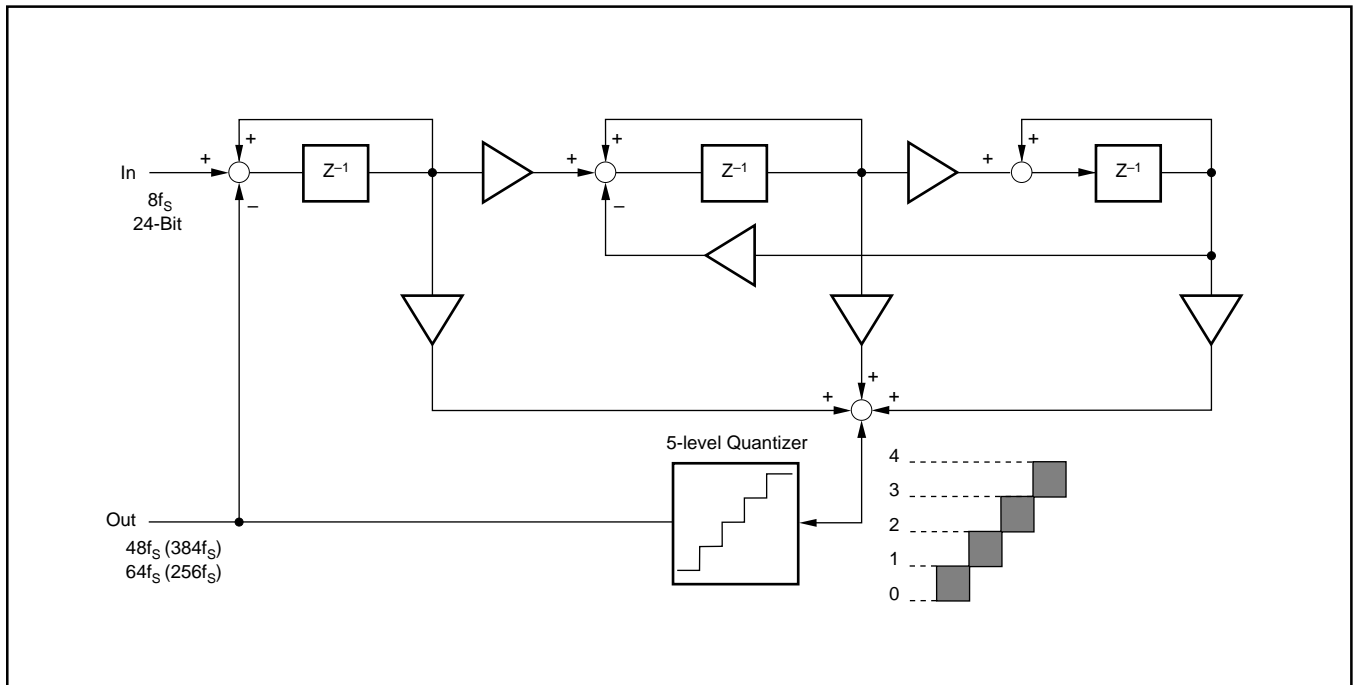 +
+
–
In
8fS
24-Bit
Z–1
+
+
–
Z–1
+
+
Z–1
+
+
+
5-level Quantizer
4
3
2
1
0
Out
48fS (384fS)
64fS (256fS)